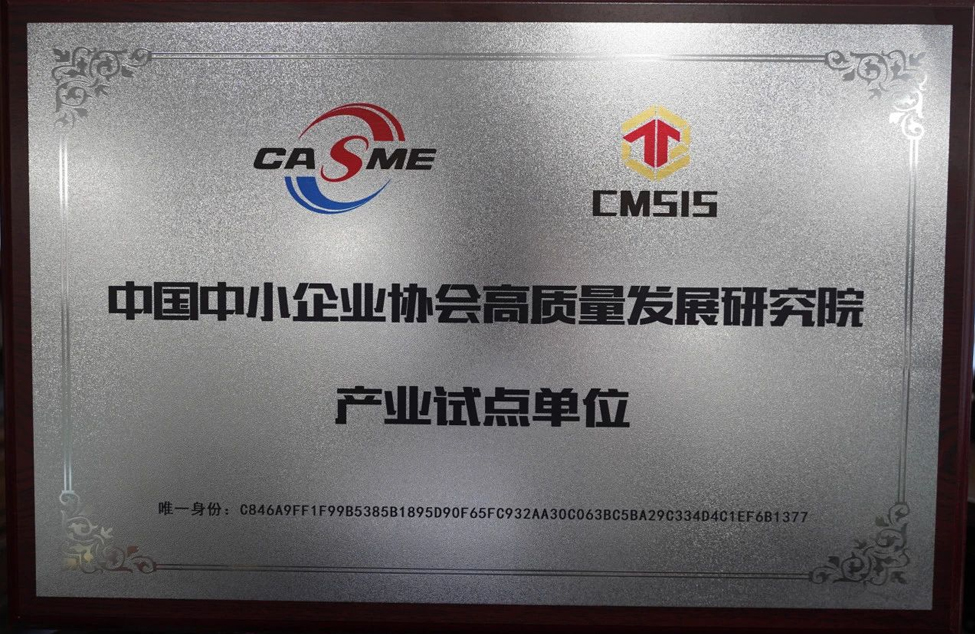 CASME
CMSIS
中国中小企业协会高质量发展研究院
产业试点单位
唯一身份：C846A9FF1F99B5385B1895D90F65FC932AA30C063BC5BA29C334D4C1EF6B1377